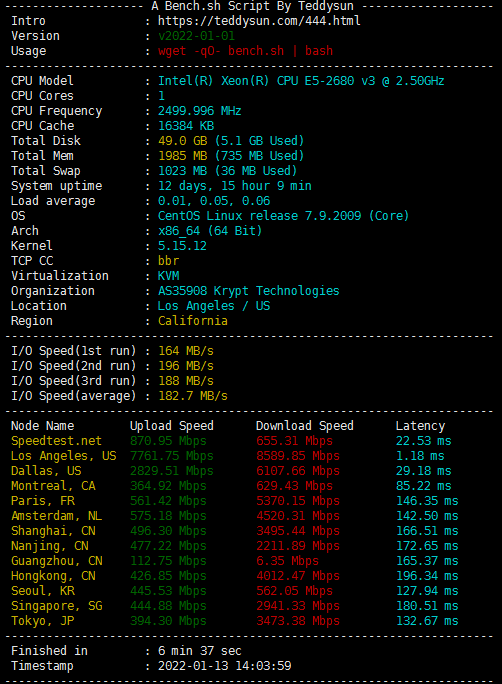 -------------------- A Bench.sh Script By Teddysun -------------------
Intro : https://teddysun.com/444.html
Version : v2022-01-01
Usage : wget -qO- bench.sh | bash
----------------------------------------------------------------------
CPU Model : Intel(R) Xeon(R) CPU E5-2680 v3 @ 2.50GHz
CPU Cores : 1
CPU Frequency : 2499.996 MHz
CPU Cache : 16384 KB
Total Disk : 49.0 GB (5.1 GB Used)
Total Mem : 1985 MB (735 MB Used)
Total Swap : 1023 MB (36 MB Used)
System uptime : 12 days, 15 hour 9 min
Load average : 0.01, 0.05, 0.06
OS : CentOS Linux release 7.9.2009 (Core)
Arch : x86_64 (64 Bit)
Kernel : 5.15.12
TCP CC : bbr
Virtualization : KVM
Organization : AS35908 Krypt Technologies
Location : Los Angeles / US
Region : California
----------------------------------------------------------------------
I/O Speed(1st run) : 164 MB/s
I/O Speed(2nd run) : 196 MB/s
I/O Speed(3rd run) : 188 MB/s
I/O Speed(average) : 182.7 MB/s
----------------------------------------------------------------------
Node Name Upload Speed Download Speed Latency
Speedtest.net 870.95 Mbps 655.31 Mbps 22.53 ms
Los Angeles, US 7761.75 Mbps 8589.85 Mbps 1.18 ms
Dallas, US 2829.51 Mbps 6107.66 Mbps 29.18 ms
Montreal, CA 364.92 Mbps 629.43 Mbps 85.22 ms
Paris, FR 561.42 Mbps 5370.15 Mbps 146.35 ms
Amsterdam, NL 575.18 Mbps 4520.31 Mbps 142.50 ms
Shanghai, CN 496.30 Mbps 3495.44 Mbps 166.51 ms
Nanjing, CN 477.22 Mbps 2211.89 Mbps 172.65 ms
Guangzhou, CN 112.75 Mbps 6.35 Mbps 165.37 ms
Hongkong, CN 426.85 Mbps 4012.47 Mbps 196.34 ms
Seoul, KR 445.53 Mbps 562.05 Mbps 127.94 ms
Singapore, SG 444.88 Mbps 2941.33 Mbps 180.51 ms
Tokyo, JP 394.30 Mbps 3473.38 Mbps 132.67 ms
----------------------------------------------------------------------
Finished in : 6 min 37 sec
Timestamp : 2022-01-13 14:03:59
----------------------------------------------------------------------